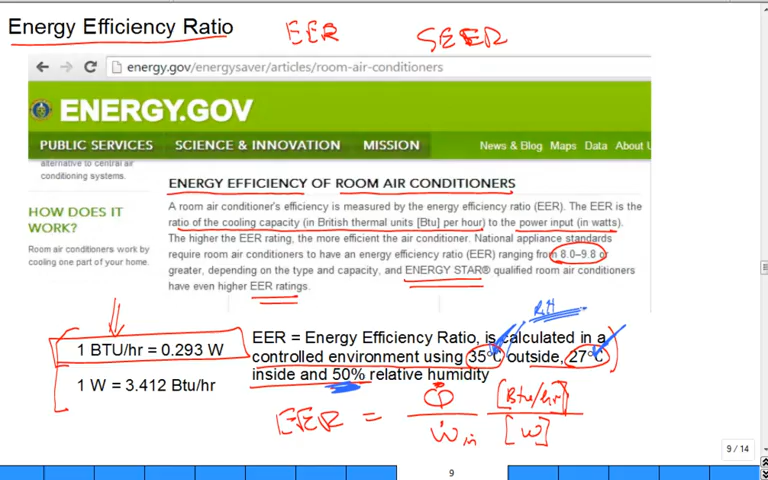 Energy Efficiency Ratio EER SEER
energy.gov/energysaver/articles/room-air-conditioners
ENERGY.GOV
PUBLIC SERVICES SCIENCE & INNOVATION MISSION News & Blog Maps Data About U
alternative to central air
conditioning systems.
HOW DOES IT
WORK?
Room air conditioners work by
cooling one part of your home.
ENERGY EFFICIENCY OF ROOM AIR CONDITIONERS
A room air conditioner's efficiency is measured by the energy efficiency ratio (EER). The EER is the
ratio of the cooling capacity (in British thermal units [Btu] per hour) to the power input (in watts).
The higher the EER rating, the more efficient the air conditioner. National appliance standards
require room air conditioners to have an energy efficiency ratio (EER) ranging from 8.0–9.8 or
greater, depending on the type and capacity, and ENERGY STAR® qualified room air conditioners
have even higher EER ratings.
1 BTU/hr = 0.293 W
1 W = 3.412 Btu/hr
EER = Energy Efficiency Ratio, is calculated in a
controlled environment using 35°C outside, 27°C
inside and 50% relative humidity
EER = Φ̇ [Btu/hr]
Ẇin [W]
9 / 14
9